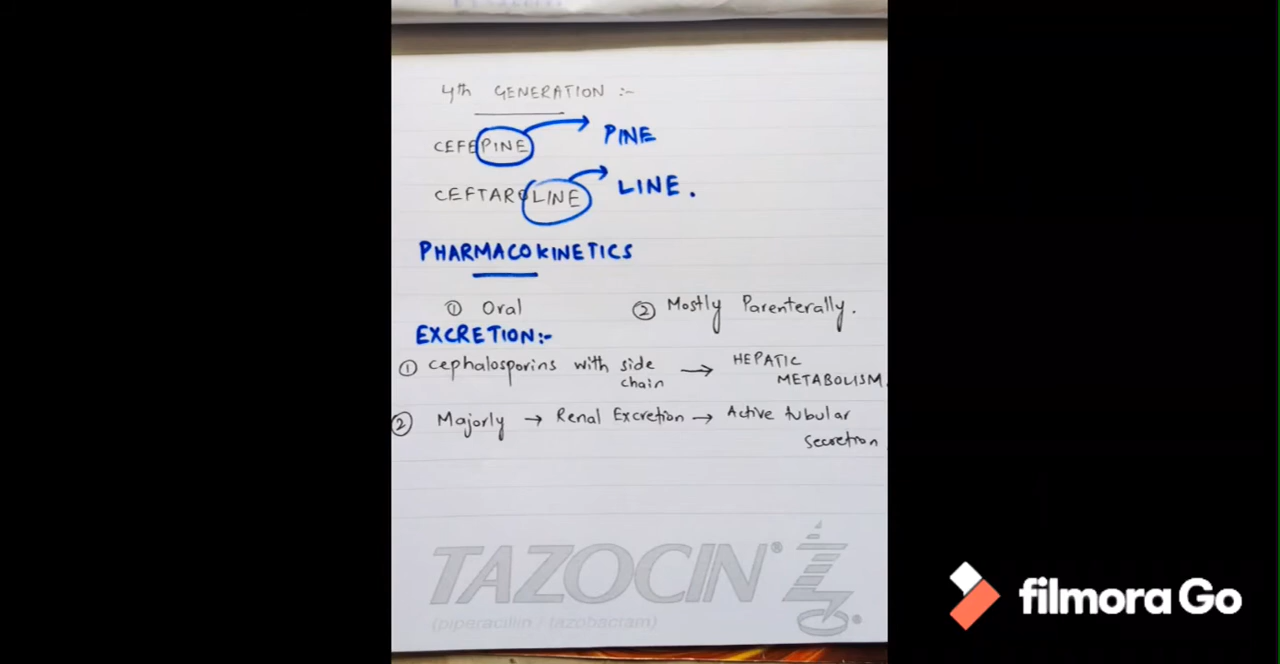 4th GENERATION :-
CEFEPINE → PINE
CEFTAROLINE → LINE.
PHARMACOKINETICS
① Oral ② Mostly Parenterally.
EXCRETION:-
① Cephalosporins with side chain → HEPATIC METABOLISM.
② Majorly → Renal Excretion → Active tubular Secretion
TAZOCIN®
(piperacillin / tazobactam)
filmora Go